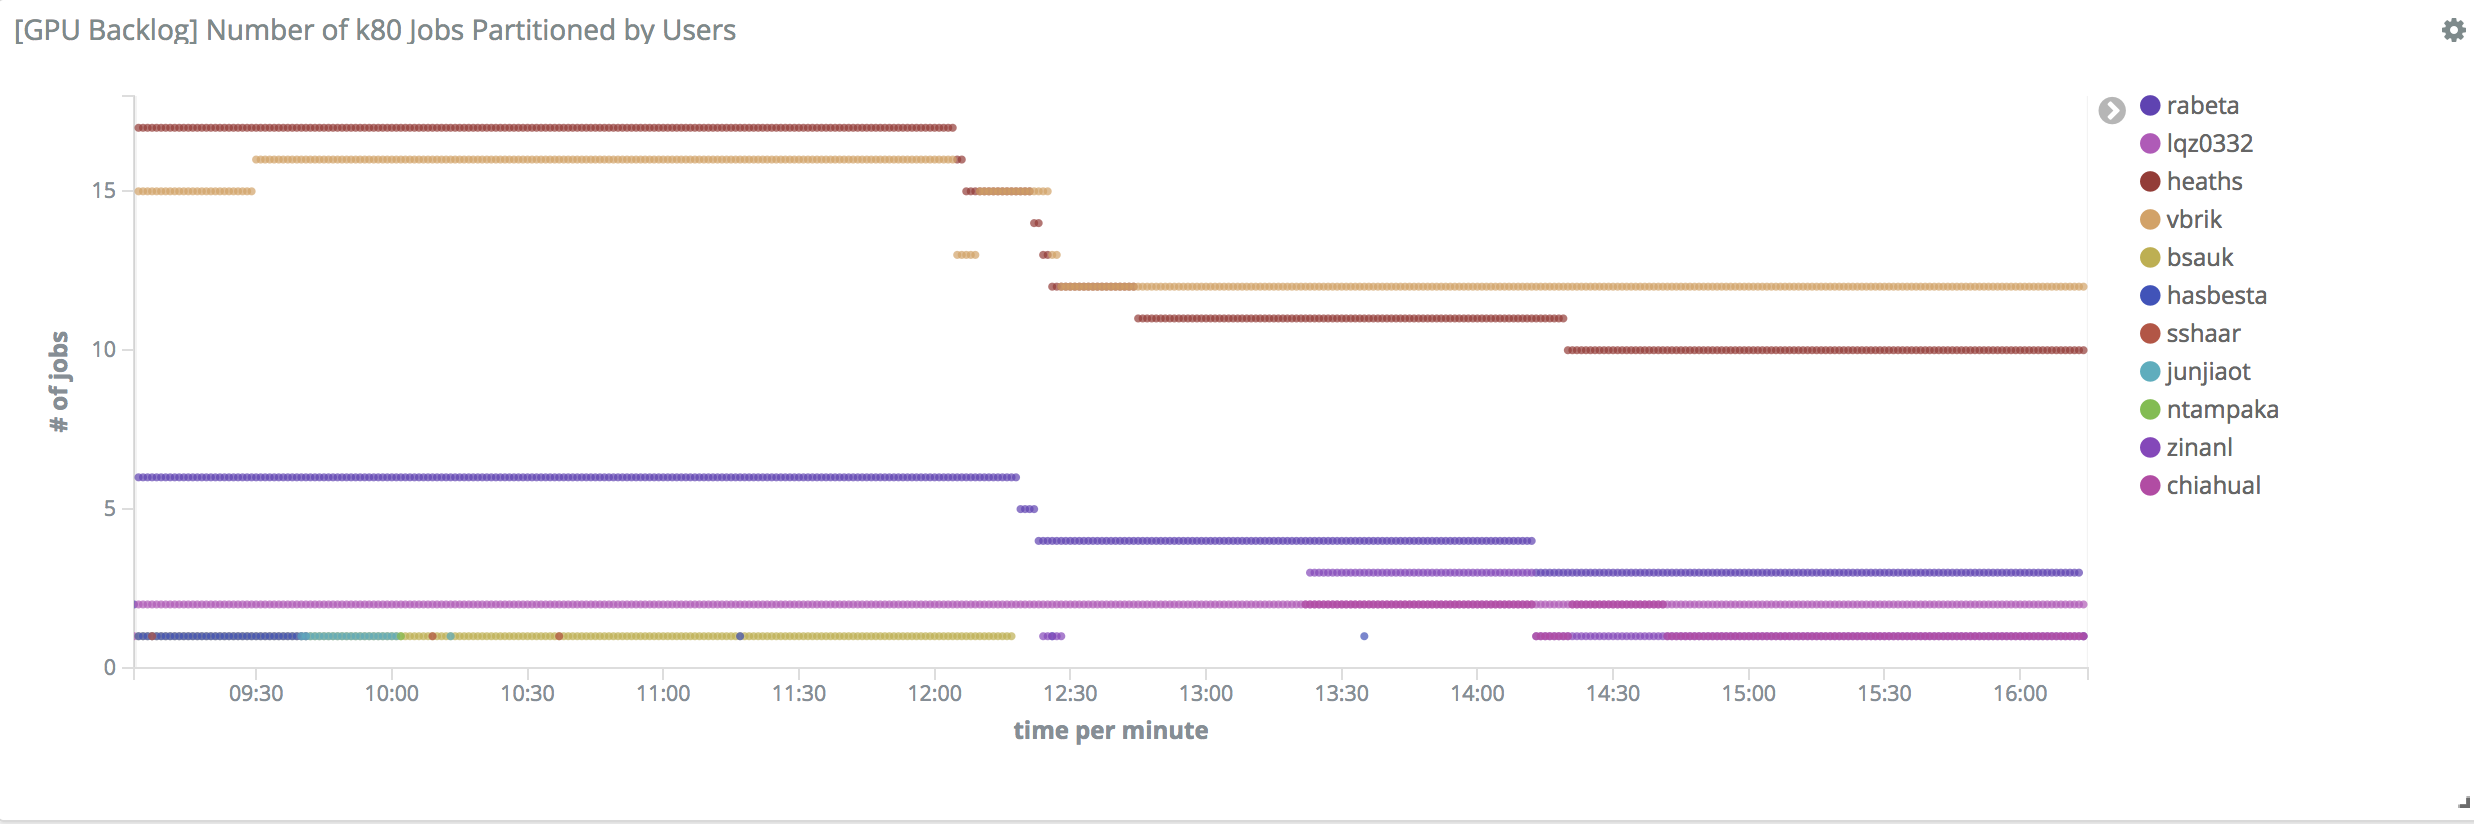 [GPU Backlog] Number of k80 Jobs Partitioned by Users
rabeta
lqz0332
heaths
vbrik
bsauk
hasbesta
sshaar
junjiaot
ntampaka
zinanl
chiahual
# of jobs
15
10
5
0
09:30 10:00 10:30 11:00 11:30 12:00 12:30 13:00 13:30 14:00 14:30 15:00 15:30 16:00
time per minute